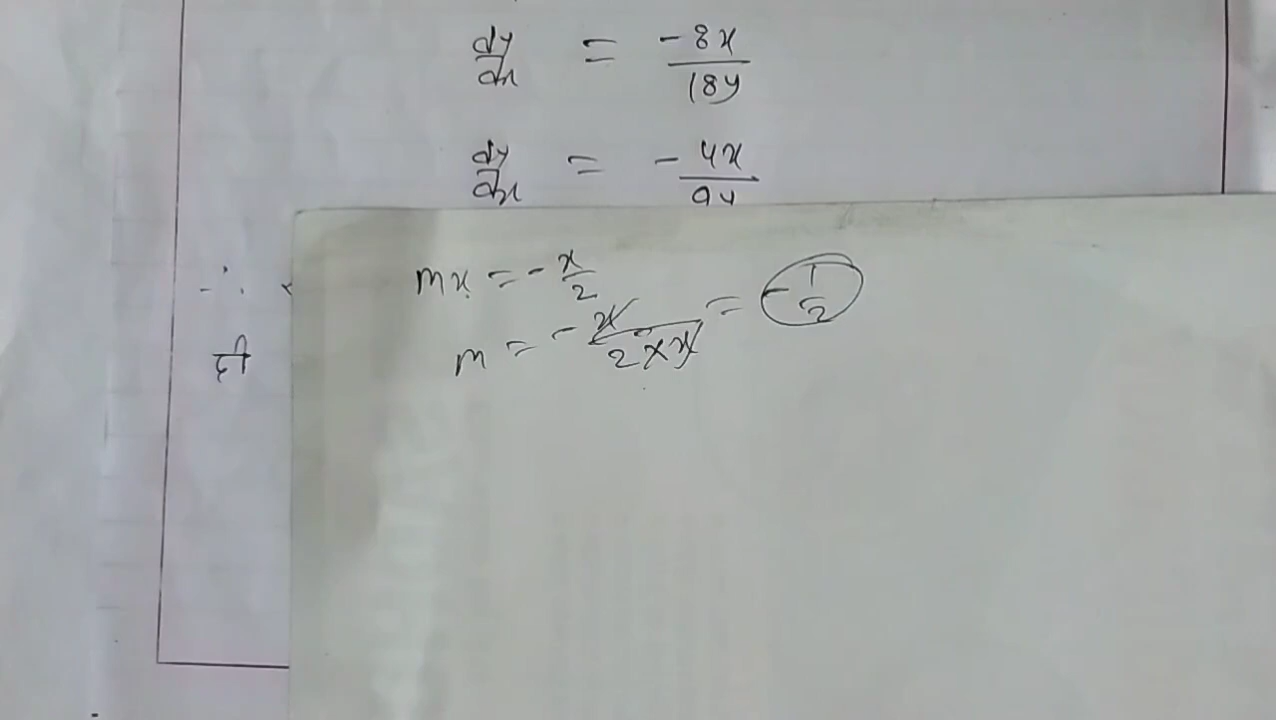 dy/dx = -8x/18y
dy/dx = -4x/9y
∴
mx = -x/2
m = -x/2×x = -1/2
दी